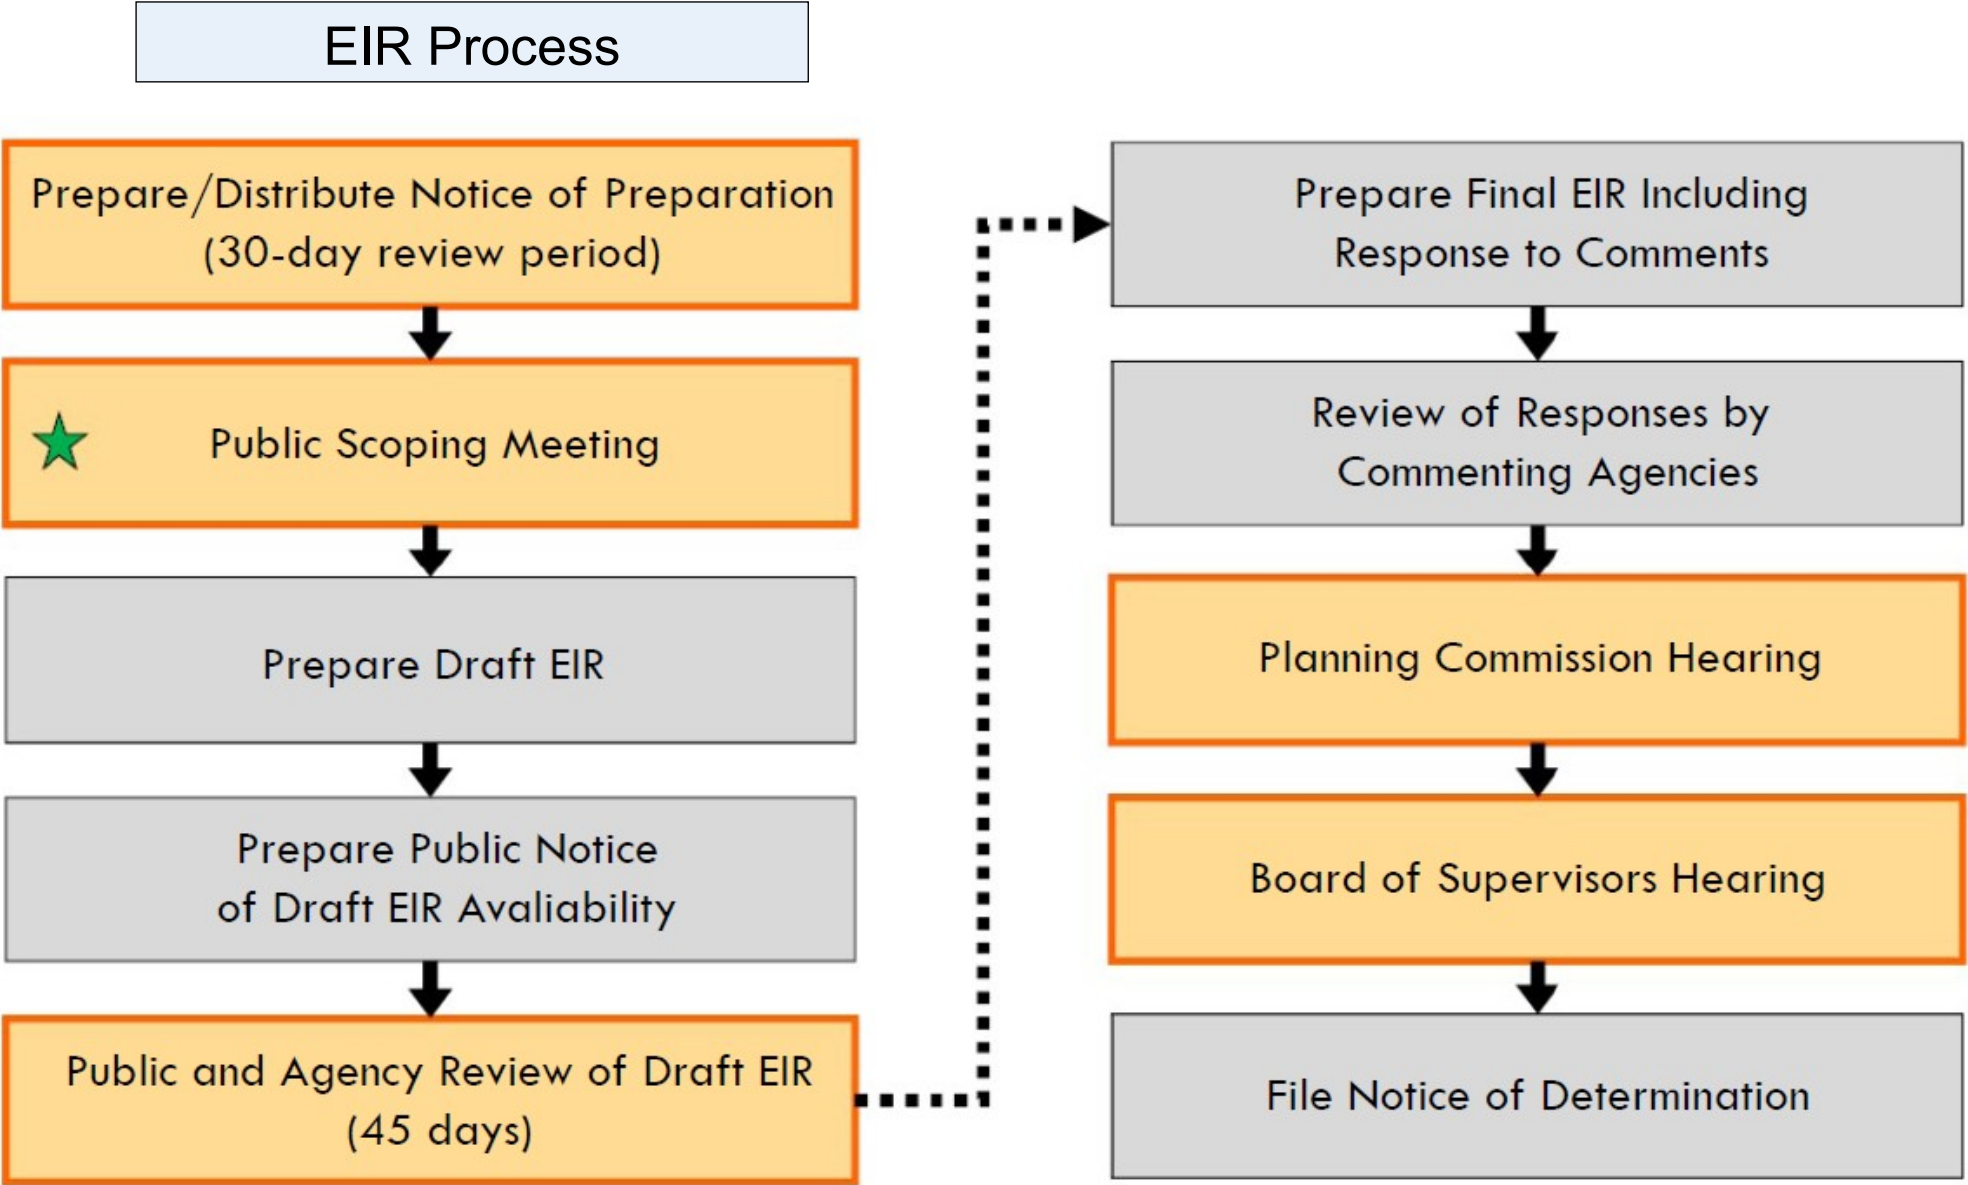 EIR Process
Prepare/Distribute Notice of Preparation
(30-day review period)
Public Scoping Meeting
Prepare Draft EIR
Prepare Public Notice
of Draft EIR Avaliability
Public and Agency Review of Draft EIR
(45 days)
Prepare Final EIR Including
Response to Comments
Review of Responses by
Commenting Agencies
Planning Commission Hearing
Board of Supervisors Hearing
File Notice of Determination